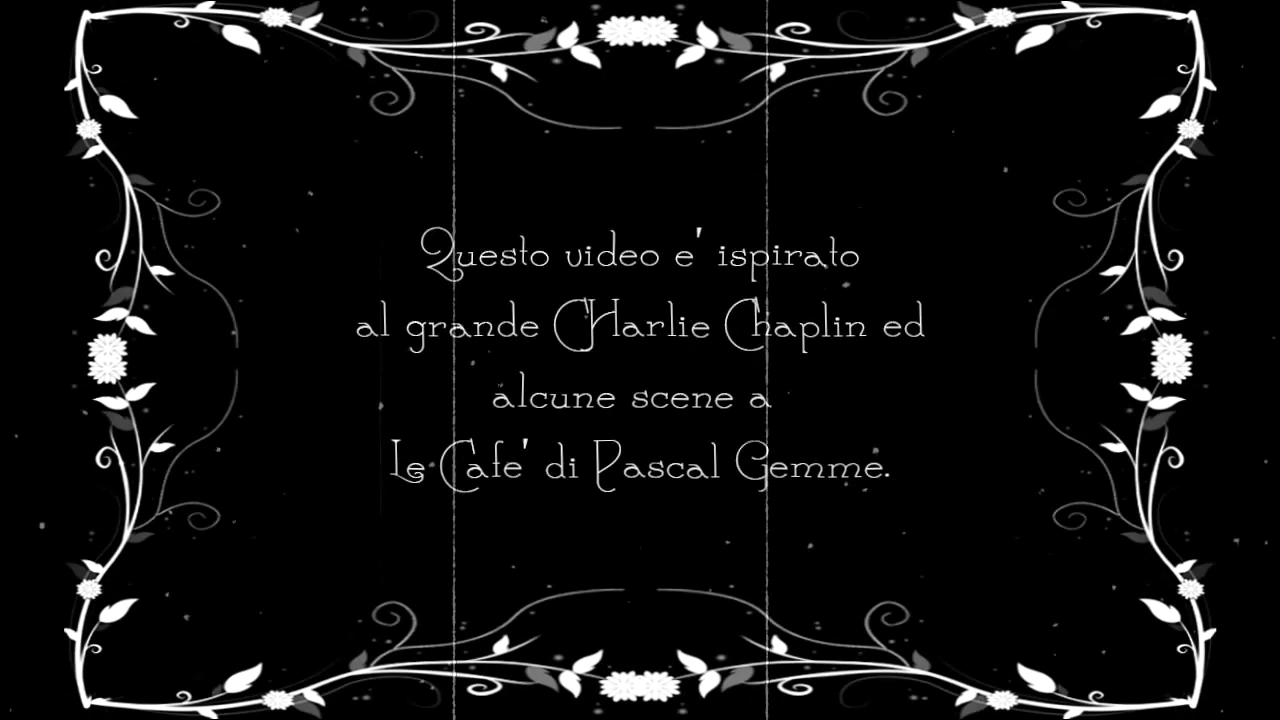 Questo video e' ispirato
al grande CHarlie Chaplin ed
alcune scene a
Le Cafe' di Pascal Gemme.